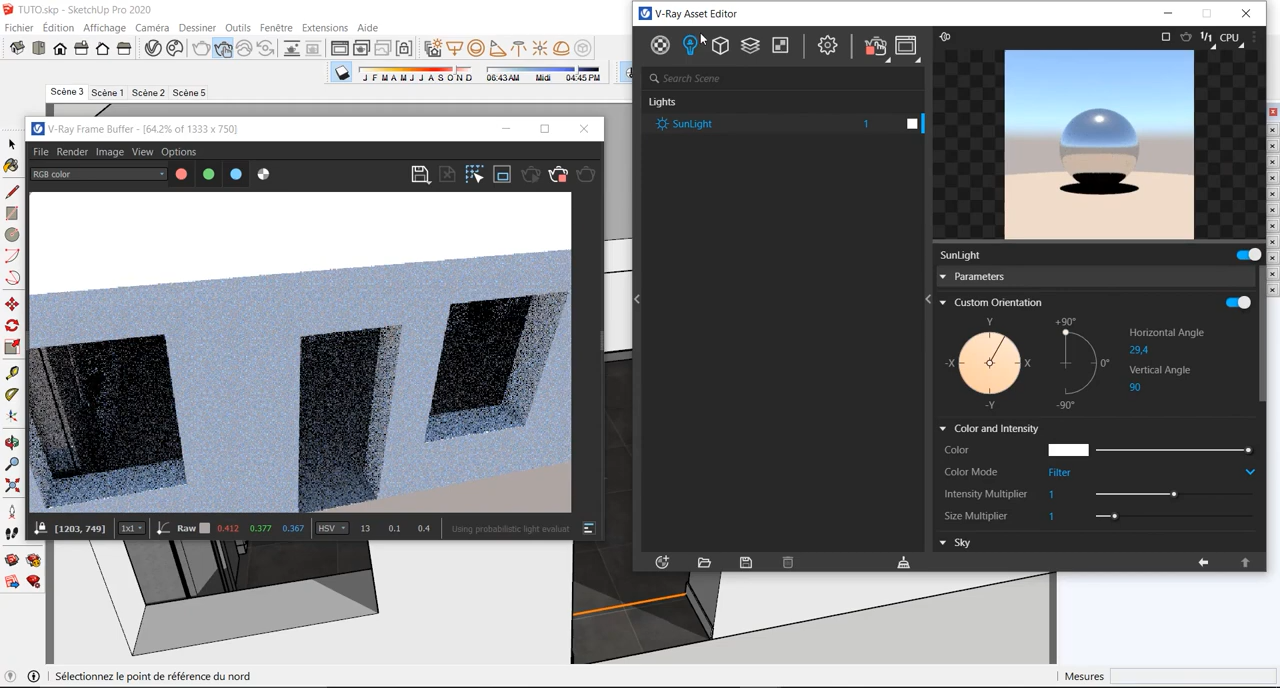 TUTO.skp - SketchUp Pro 2020
Fichier Édition Affichage Caméra Dessiner Outils Fenêtre Extensions Aide
J F M A M J J A S O N D 06:43 AM Midi 04:45 PM
Scène 3 Scène 1 Scène 2 Scène 5
V-Ray Frame Buffer - [64.2% of 1333 x 750]
File Render Image View Options
RGB color
[1203, 749] 1x1 Raw 0.412 0.377 0.367 HSV 13 0.1 0.4 Using probabilistic light evaluat
V-Ray Asset Editor
1/1 CPU
Search Scene
Lights
SunLight 1
SunLight
Parameters
Custom Orientation
Y
-X X
-Y
+90°
0°
-90°
Horizontal Angle
29,4
Vertical Angle
90
Color and Intensity
Color
Color Mode Filter
Intensity Multiplier 1
Size Multiplier 1
Sky
Sélectionnez le point de référence du nord
Mesures